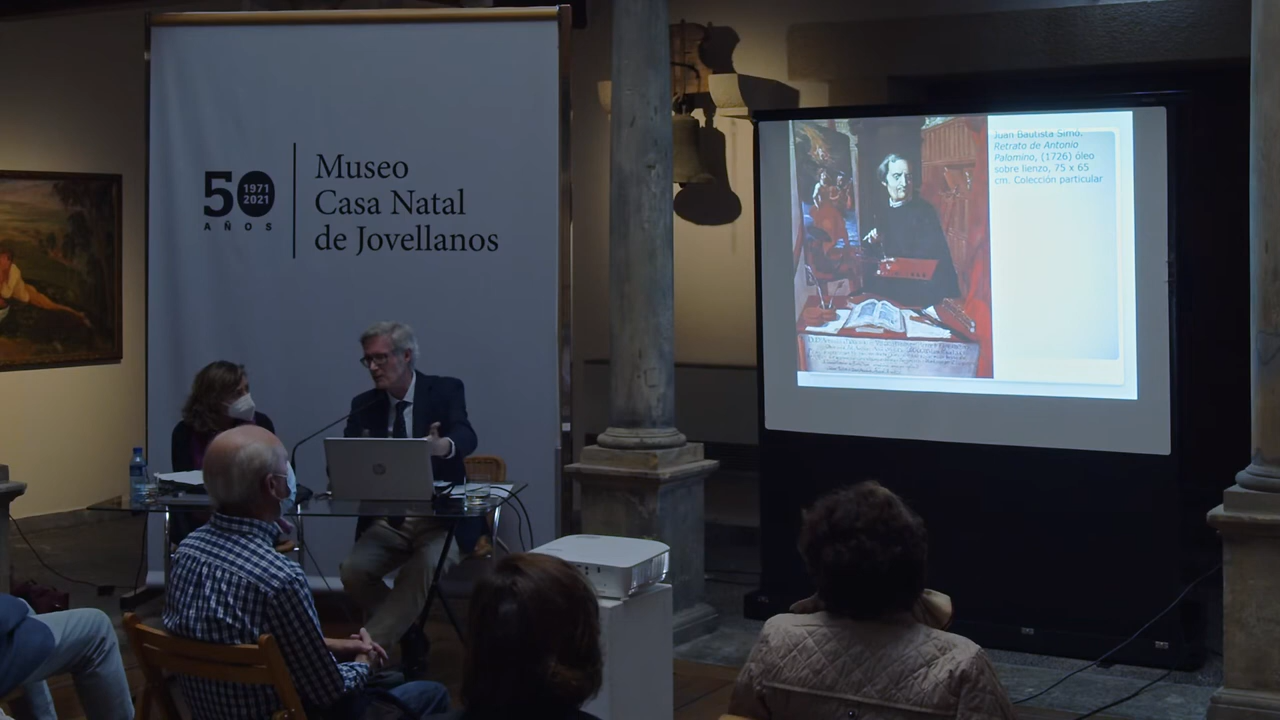 50
1971
2021
AÑOS
Museo
Casa Natal
de Jovellanos
Juan Bautista Simó.
Retrato de Antonio
Palomino, (1726) óleo
sobre lienzo, 75 x 65
cm. Colección particular
hp